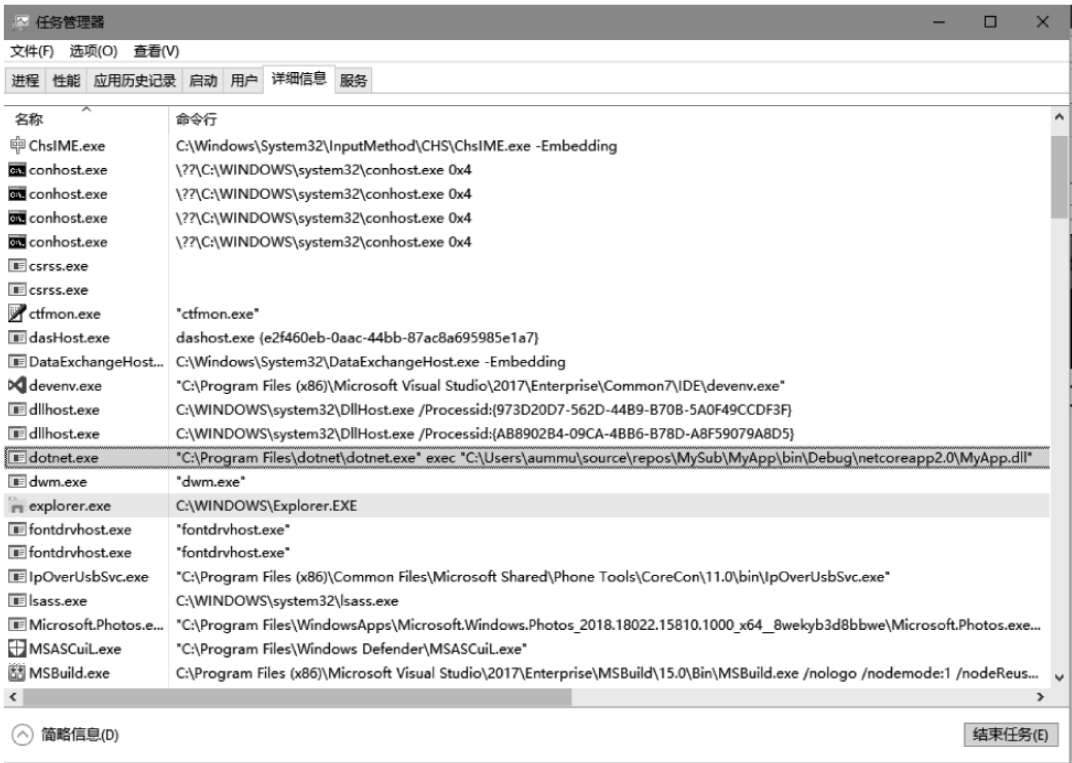 任务管理器
文件(F) 选项(O) 查看(V)
进程 性能 应用历史记录 启动 用户 详细信息 服务
名称 命令行
ChsIME.exe C:\Windows\System32\InputMethod\CHS\ChsIME.exe -Embedding
conhost.exe \??\C:\WINDOWS\system32\conhost.exe 0x4
conhost.exe \??\C:\WINDOWS\system32\conhost.exe 0x4
conhost.exe \??\C:\WINDOWS\system32\conhost.exe 0x4
conhost.exe \??\C:\WINDOWS\system32\conhost.exe 0x4
csrss.exe
csrss.exe
ctfmon.exe "ctfmon.exe"
dasHost.exe dashost.exe {e2f460eb-0aac-44bb-87ac8a695985e1a7}
DataExchangeHost... C:\Windows\System32\DataExchangeHost.exe -Embedding
devenv.exe "C:\Program Files (x86)\Microsoft Visual Studio\2017\Enterprise\Common7\IDE\devenv.exe"
dllhost.exe C:\WINDOWS\system32\DllHost.exe /Processid:{973D20D7-562D-44B9-B70B-5A0F49CCDF3F}
dllhost.exe C:\WINDOWS\system32\DllHost.exe /Processid:{AB8902B4-09CA-4BB6-B78D-A8F59079A8D5}
dotnet.exe "C:\Program Files\dotnet\dotnet.exe" exec "C:\Users\aummu\source\repos\MySub\MyApp\bin\Debug\netcoreapp2.0\MyApp.dll"
dwm.exe "dwm.exe"
explorer.exe C:\WINDOWS\Explorer.EXE
fontdrvhost.exe "fontdrvhost.exe"
fontdrvhost.exe "fontdrvhost.exe"
IpOverUsbSvc.exe "C:\Program Files (x86)\Common Files\Microsoft Shared\Phone Tools\CoreCon\11.0\bin\IpOverUsbSvc.exe"
lsass.exe C:\WINDOWS\system32\lsass.exe
Microsoft.Photos.e... "C:\Program Files\WindowsApps\Microsoft.Windows.Photos_2018.18022.15810.1000_x64__8wekyb3d8bbwe\Microsoft.Photos.exe...
MSASCuiL.exe "C:\Program Files\Windows Defender\MSASCuiL.exe"
MSBuild.exe C:\Program Files (x86)\Microsoft Visual Studio\2017\Enterprise\MSBuild\15.0\Bin\MSBuild.exe /nologo /nodemode:1 /nodeReus...
简略信息(D) 结束任务(E)